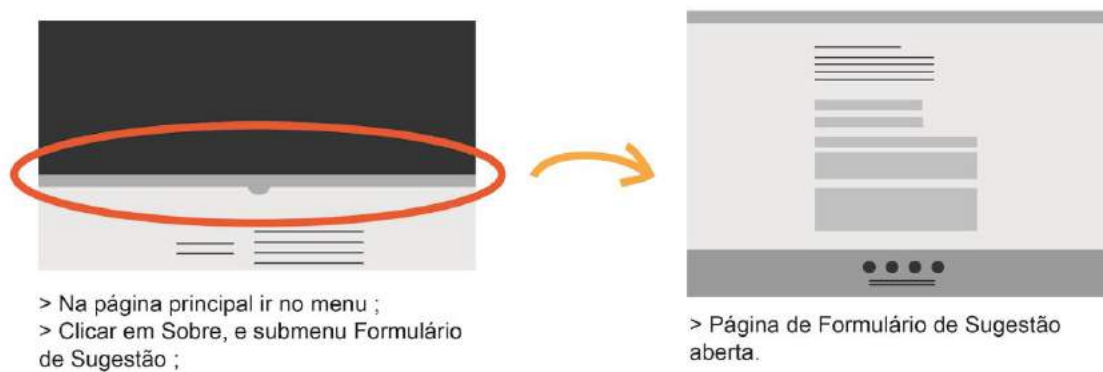 > Na página principal ir no menu ;
> Clicar em Sobre, e submenu Formulário
de Sugestão ;
> Página de Formulário de Sugestão
aberta.